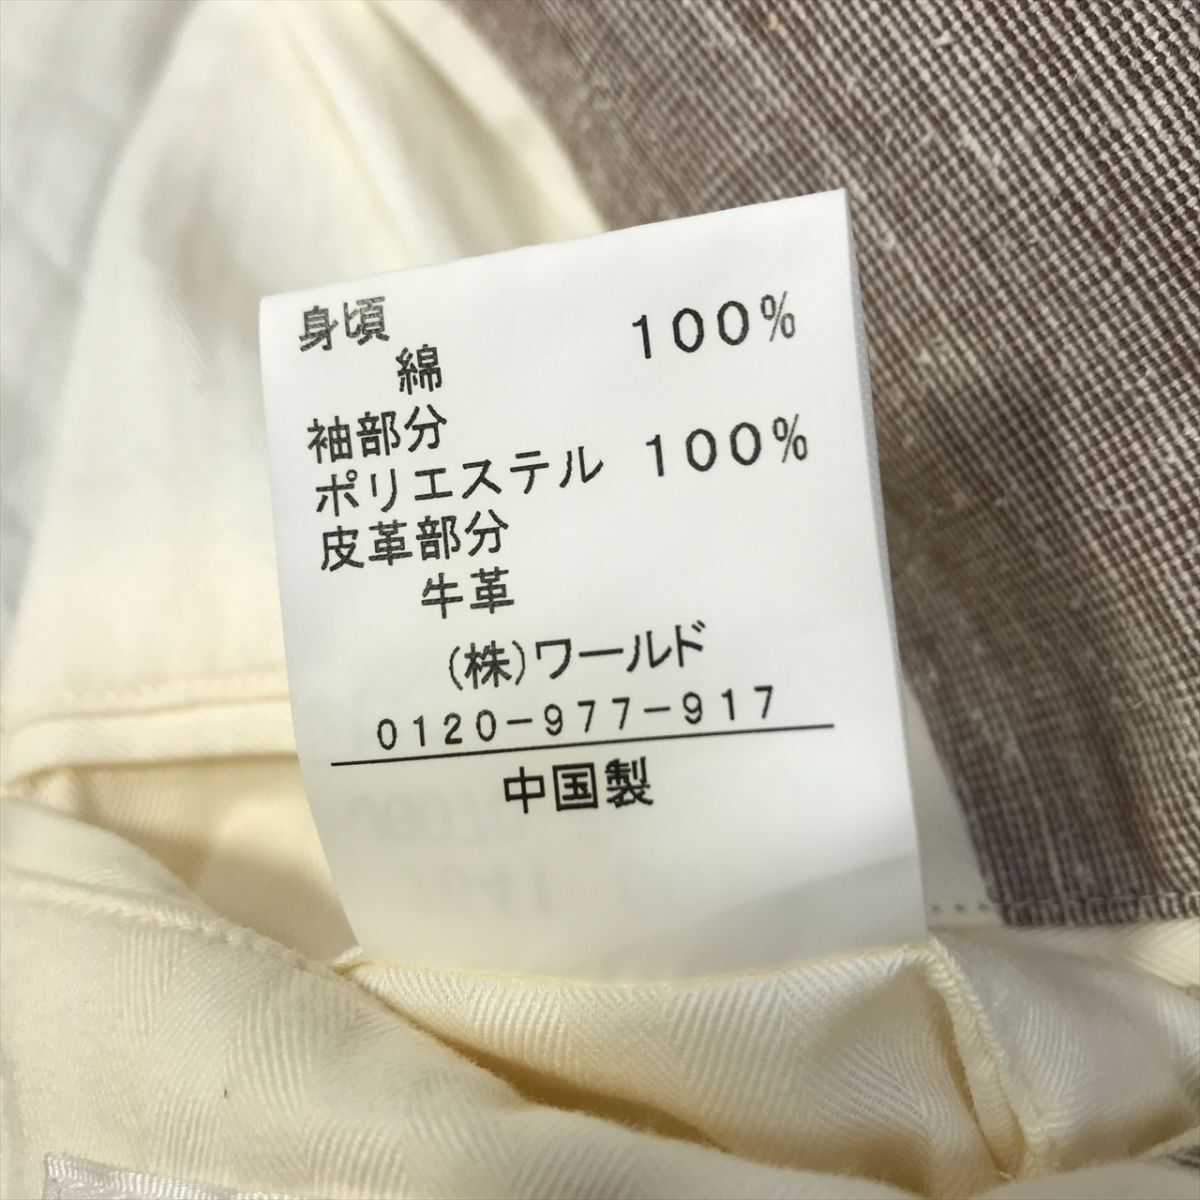 身頃
綿 100%
袖部分
ポリエステル 100%
皮革部分
牛革
(株)ワールド
0120-977-917
中国製